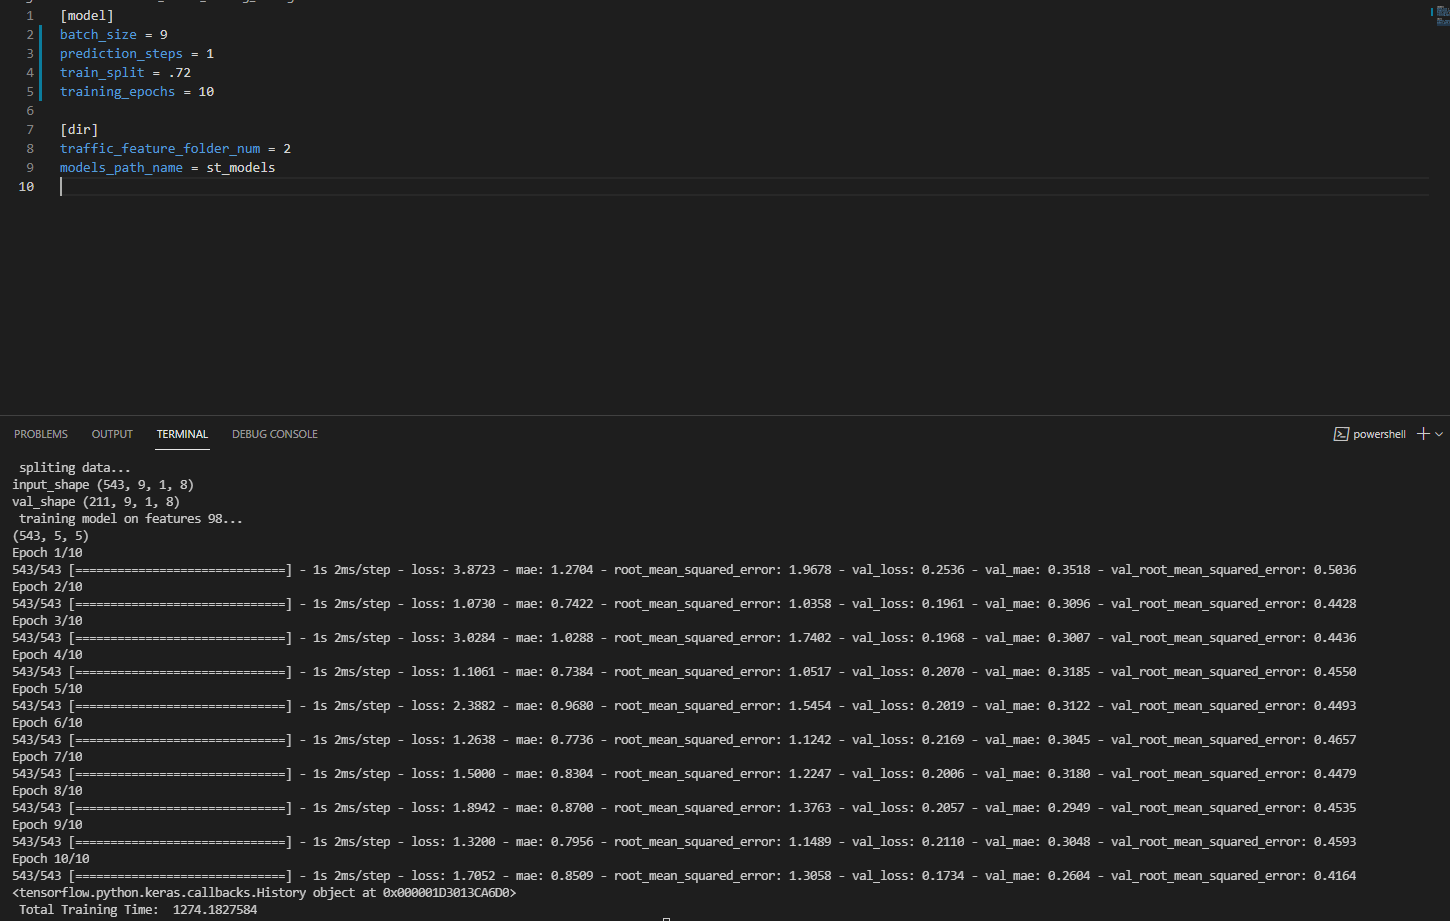 1 [model]
2 batch_size = 9
3 prediction_steps = 1
4 train_split = .72
5 training_epochs = 10
6
7 [dir]
8 traffic_feature_folder_num = 2
9 models_path_name = st_models
10
PROBLEMS OUTPUT TERMINAL DEBUG CONSOLE powershell
spliting data...
input_shape (543, 9, 1, 8)
val_shape (211, 9, 1, 8)
training model on features 98...
(543, 5, 5)
Epoch 1/10
543/543 [==============================] - 1s 2ms/step - loss: 3.8723 - mae: 1.2704 - root_mean_squared_error: 1.9678 - val_loss: 0.2536 - val_mae: 0.3518 - val_root_mean_squared_error: 0.5036
Epoch 2/10
543/543 [==============================] - 1s 2ms/step - loss: 1.0730 - mae: 0.7422 - root_mean_squared_error: 1.0358 - val_loss: 0.1961 - val_mae: 0.3096 - val_root_mean_squared_error: 0.4428
Epoch 3/10
543/543 [==============================] - 1s 2ms/step - loss: 3.0284 - mae: 1.0288 - root_mean_squared_error: 1.7402 - val_loss: 0.1968 - val_mae: 0.3007 - val_root_mean_squared_error: 0.4436
Epoch 4/10
543/543 [==============================] - 1s 2ms/step - loss: 1.1061 - mae: 0.7384 - root_mean_squared_error: 1.0517 - val_loss: 0.2070 - val_mae: 0.3185 - val_root_mean_squared_error: 0.4550
Epoch 5/10
543/543 [==============================] - 1s 2ms/step - loss: 2.3882 - mae: 0.9680 - root_mean_squared_error: 1.5454 - val_loss: 0.2019 - val_mae: 0.3122 - val_root_mean_squared_error: 0.4493
Epoch 6/10
543/543 [==============================] - 1s 2ms/step - loss: 1.2638 - mae: 0.7736 - root_mean_squared_error: 1.1242 - val_loss: 0.2169 - val_mae: 0.3045 - val_root_mean_squared_error: 0.4657
Epoch 7/10
543/543 [==============================] - 1s 2ms/step - loss: 1.5000 - mae: 0.8304 - root_mean_squared_error: 1.2247 - val_loss: 0.2006 - val_mae: 0.3180 - val_root_mean_squared_error: 0.4479
Epoch 8/10
543/543 [==============================] - 1s 2ms/step - loss: 1.8942 - mae: 0.8700 - root_mean_squared_error: 1.3763 - val_loss: 0.2057 - val_mae: 0.2949 - val_root_mean_squared_error: 0.4535
Epoch 9/10
543/543 [==============================] - 1s 2ms/step - loss: 1.3200 - mae: 0.7956 - root_mean_squared_error: 1.1489 - val_loss: 0.2110 - val_mae: 0.3048 - val_root_mean_squared_error: 0.4593
Epoch 10/10
543/543 [==============================] - 1s 2ms/step - loss: 1.7052 - mae: 0.8509 - root_mean_squared_error: 1.3058 - val_loss: 0.1734 - val_mae: 0.2604 - val_root_mean_squared_error: 0.4164
<tensorflow.python.keras.callbacks.History object at 0x000001D3013CA6D0>
Total Training Time:  1274.1827584